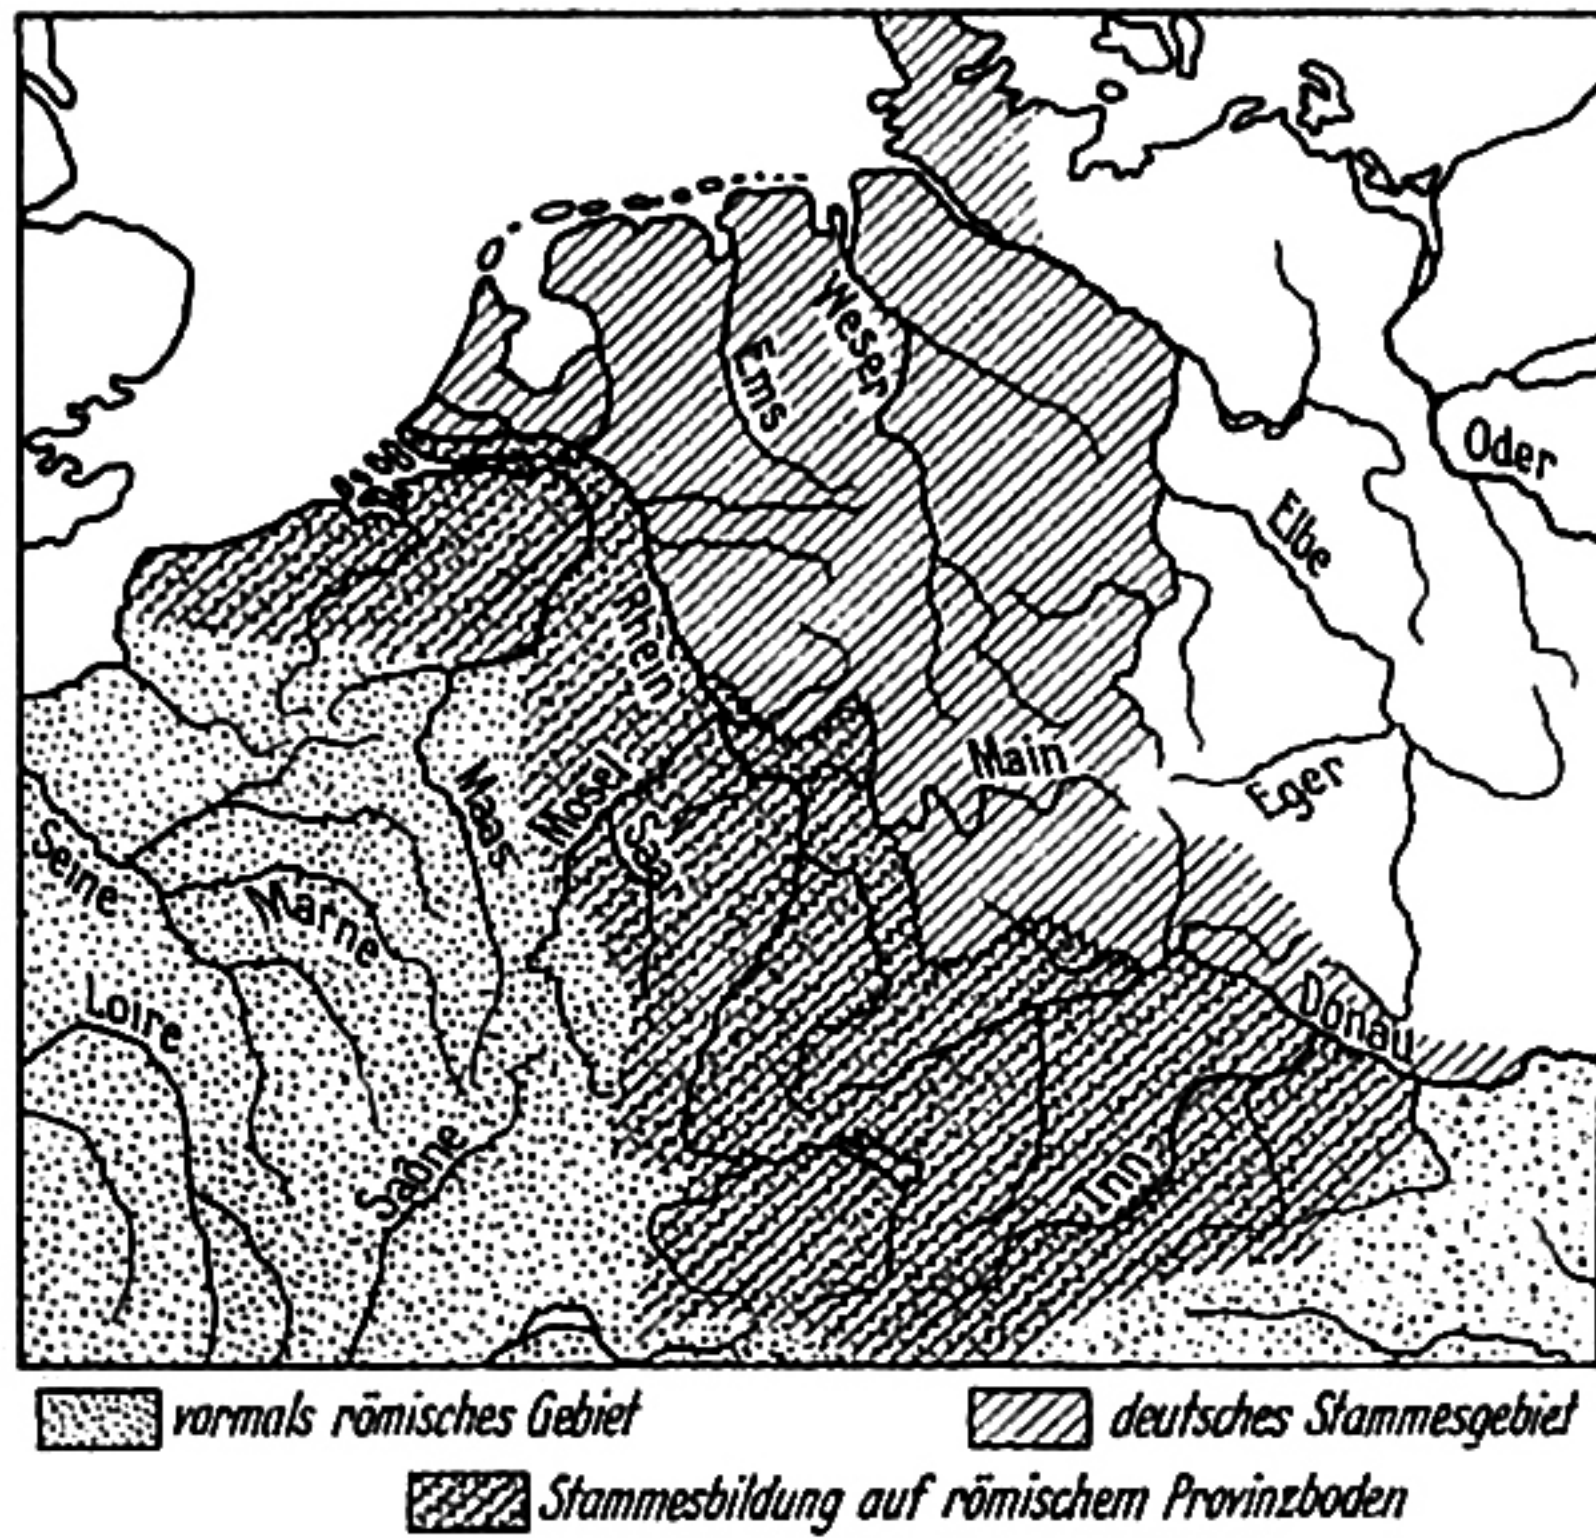 Weser
Ems
Oder
Elbe
Rhein
Main
Mosel
Eger
Maas
Saar
Seine
Marne
Loire
Donau
Saône
Inn
vormals römisches Gebiet
deutsches Stammesgebiet
Stammesbildung auf römischem Provinzboden